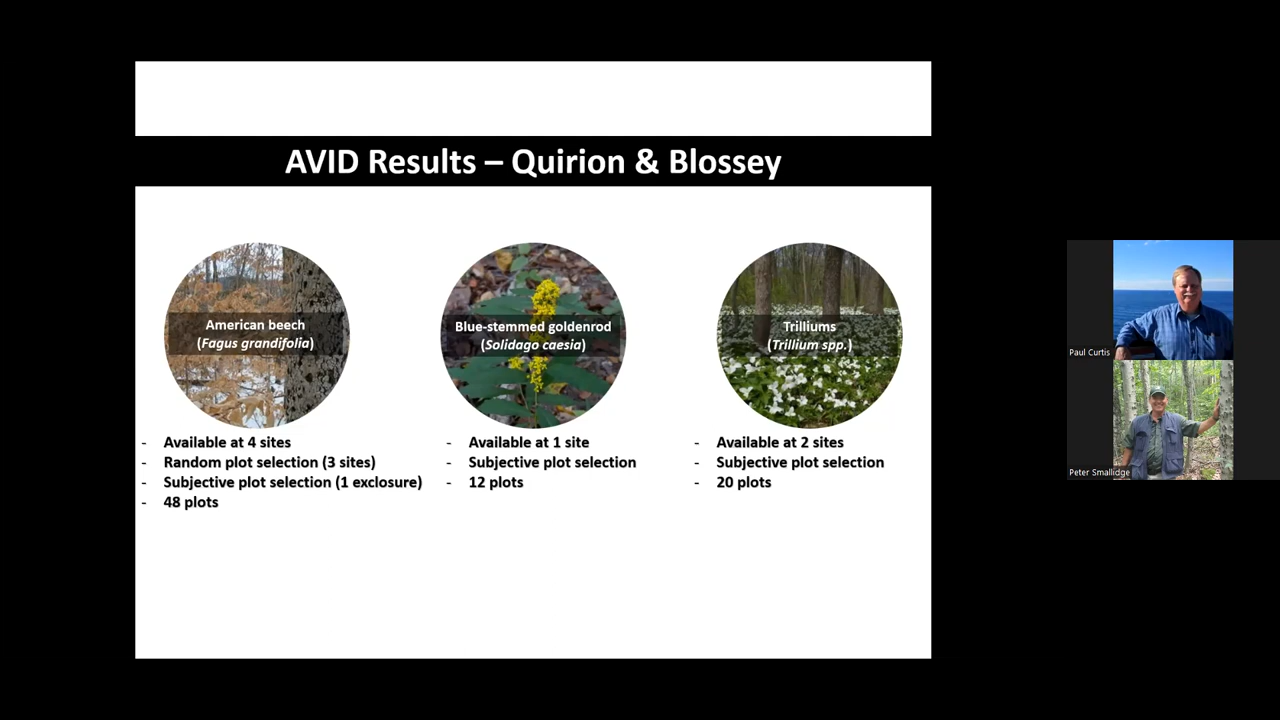 AVID Results – Quirion & Blossey
American beech
(Fagus grandifolia)
- Available at 4 sites
- Random plot selection (3 sites)
- Subjective plot selection (1 exclosure)
- 48 plots
Blue-stemmed goldenrod
(Solidago caesia)
- Available at 1 site
- Subjective plot selection
- 12 plots
Trilliums
(Trillium spp.)
- Available at 2 sites
- Subjective plot selection
- 20 plots
Paul Curtis
Peter Smallidge